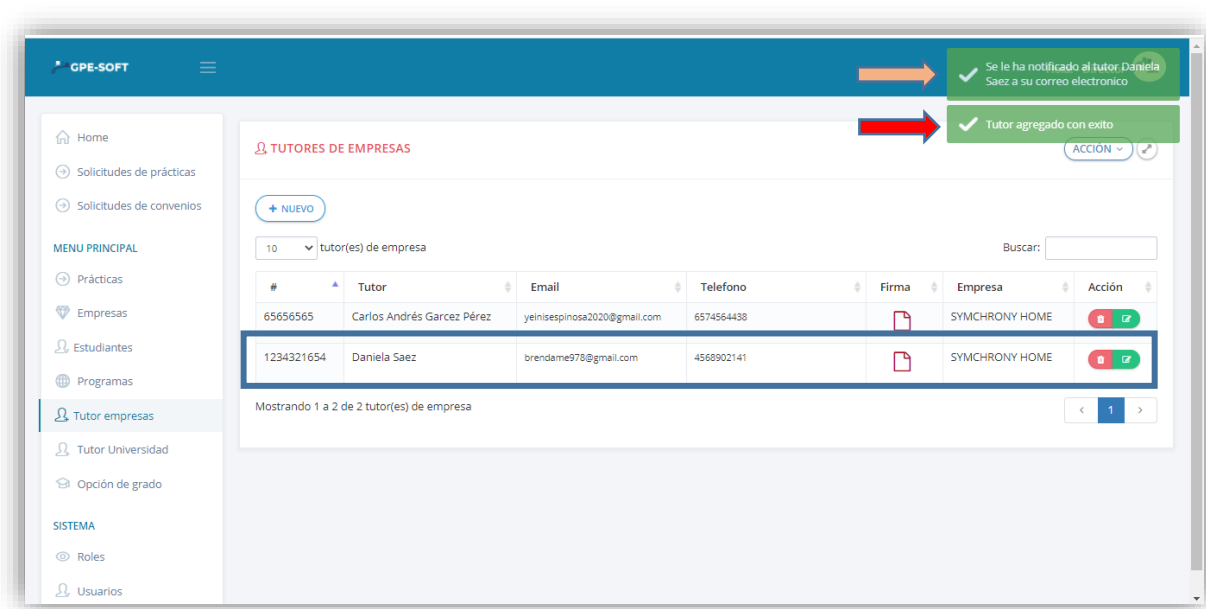 GPE-SOFT
Se le ha notificado al tutor Daniela
Saez a su correo electronico
Tutor agregado con exito
Home
Solicitudes de prácticas
Solicitudes de convenios
MENU PRINCIPAL
Prácticas
Empresas
Estudiantes
Programas
Tutor empresas
Tutor Universidad
Opción de grado
SISTEMA
Roles
Usuarios
TUTORES DE EMPRESAS
ACCIÓN
+ NUEVO
10 tutor(es) de empresa
Buscar:
# Tutor Email Telefono Firma Empresa Acción
65656565 Carlos Andrés Garcez Pérez yeinisespinosa2020@gmail.com 6574564438 SYMCHRONY HOME
1234321654 Daniela Saez brendame978@gmail.com 4568902141 SYMCHRONY HOME
Mostrando 1 a 2 de 2 tutor(es) de empresa
< 1 >